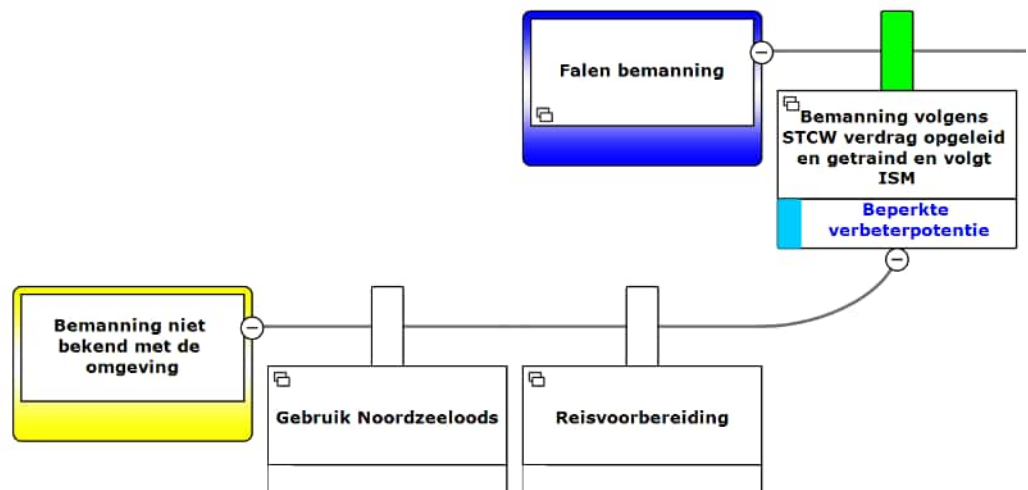 Falen bemanning
Bemanning volgens
STCW verdrag opgeleid
en getraind en volgt
ISM
Beperkte
verbeterpotentie
Bemanning niet
bekend met de
omgeving
Gebruik Noordzeeloods
Reisvoorbereiding